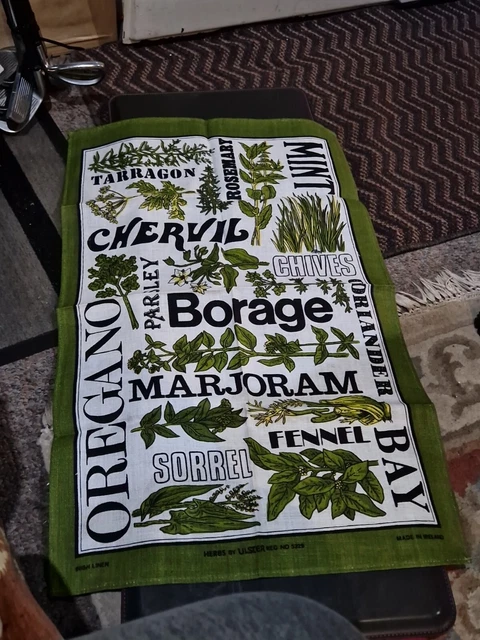 TARRAGON
ROSEMARY
MINT
CHERVIL
CHIVES
PARSLEY
Borage
CORIANDER
OREGANO
MARJORAM
FENNEL
BAY
SORREL
HERBS BY ULSTER
IRISH LINEN
MADE IN IRELAND